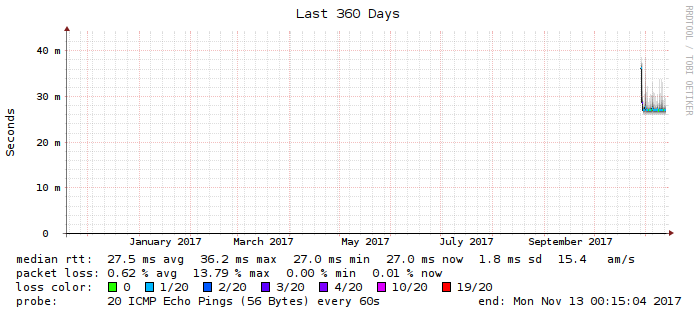 Last 360 Days
RRDTOOL / TOBI OETIKER
Seconds
40 m
30 m
20 m
10 m
0
January 2017 March 2017 May 2017 July 2017 September 2017
median rtt: 27.5 ms avg 36.2 ms max 27.0 ms min 27.0 ms now 1.8 ms sd 15.4 am/s
packet loss: 0.62 % avg 13.79 % max 0.00 % min 0.01 % now
loss color: 0 1/20 2/20 3/20 4/20 10/20 19/20
probe: 20 ICMP Echo Pings (56 Bytes) every 60s end: Mon Nov 13 00:15:04 2017